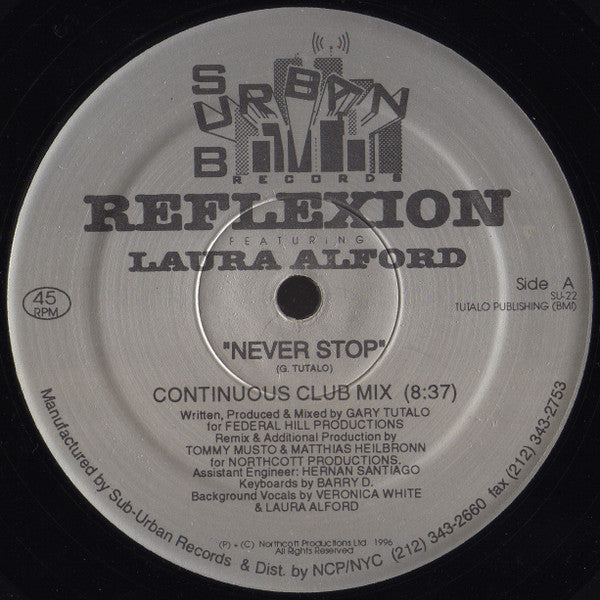 SUB URBAN
RECORDS
REFLEXION
FEATURING
LAURA ALFORD
45
RPM
Side A
SU-22
TUTALO PUBLISHING (BMI)
"NEVER STOP"
(G. TUTALO)
CONTINUOUS CLUB MIX (8:37)
Written, Produced & Mixed by GARY TUTALO
for FEDERAL HILL PRODUCTIONS
Remix & Additional Production by
TOMMY MUSTO & MATTHIAS HEILBRONN
for NORTHCOTT PRODUCTIONS.
Assistant Engineer: HERNAN SANTIAGO
Keyboards by BARRY D.
Background Vocals by VERONICA WHITE
& LAURA ALFORD
(P) + (C) Northcott Productions Ltd 1996
All Rights Reserved
Manufactured by Sub-Urban Records & Dist. by NCP/NYC (212) 343-2660 fax (212) 343-2753